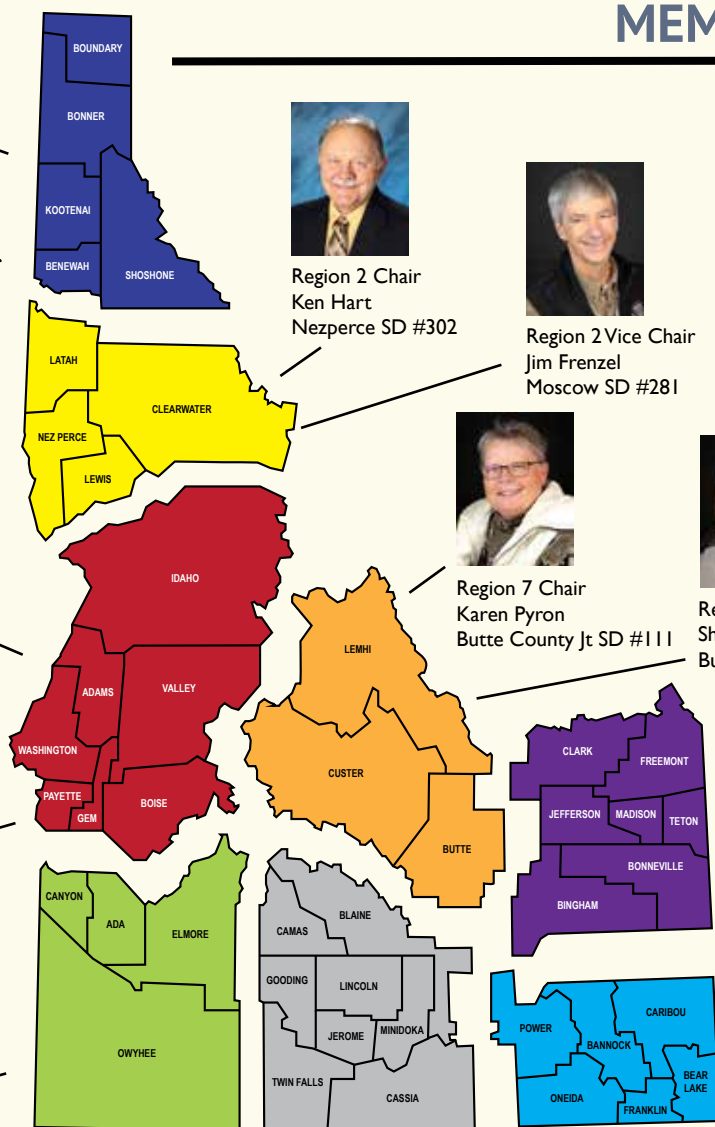 MEM
BOUNDARY
BONNER
KOOTENAI
BENEWAH
SHOSHONE
Region 2 Chair
Ken Hart
Nezperce SD #302
Region 2 Vice Chair
Jim Frenzel
Moscow SD #281
LATAH
CLEARWATER
NEZ PERCE
LEWIS
Region 7 Chair
Karen Pyron
Butte County Jt SD #111
Re
Sh
Bu
IDAHO
ADAMS
VALLEY
WASHINGTON
PAYETTE
GEM
BOISE
LEMHI
CUSTER
BUTTE
CLARK
FREEMONT
JEFFERSON
MADISON
TETON
BONNEVILLE
BINGHAM
CANYON
ADA
ELMORE
OWYHEE
CAMAS
BLAINE
GOODING
LINCOLN
JEROME
MINIDOKA
TWIN FALLS
CASSIA
POWER
BANNOCK
CARIBOU
ONEIDA
FRANKLIN
BEAR
LAKE